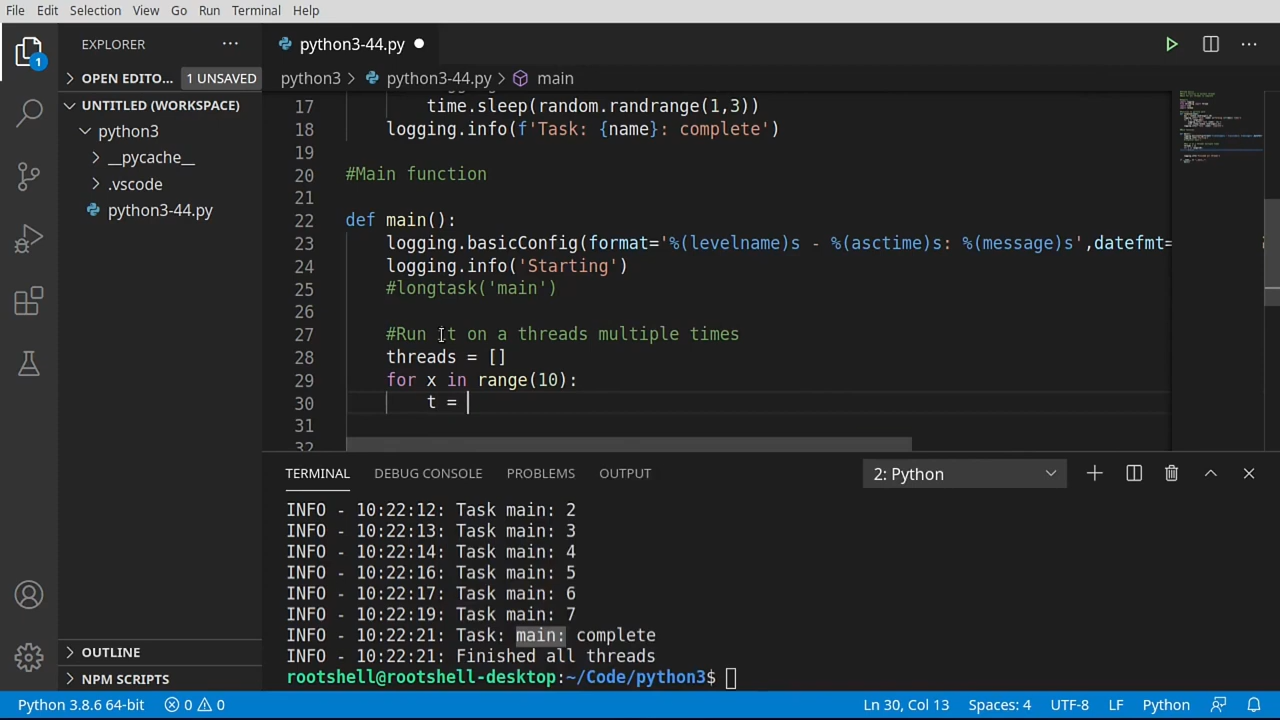 File Edit Selection View Go Run Terminal Help
EXPLORER
python3-44.py
1
OPEN EDITO... 1 UNSAVED
python3 python3-44.py main
UNTITLED (WORKSPACE)
python3
__pycache__
.vscode
python3-44.py
17 time.sleep(random.randrange(1,3))
18 logging.info(f'Task: {name}: complete')
19
20 #Main function
21
22 def main():
23 logging.basicConfig(format='%(levelname)s - %(asctime)s: %(message)s',datefmt=
24 logging.info('Starting')
25 #longtask('main')
26
27 #Run it on a threads multiple times
28 threads = []
29 for x in range(10):
30 t =
31
32
TERMINAL DEBUG CONSOLE PROBLEMS OUTPUT 2: Python
INFO - 10:22:12: Task main: 2
INFO - 10:22:13: Task main: 3
INFO - 10:22:14: Task main: 4
INFO - 10:22:16: Task main: 5
INFO - 10:22:17: Task main: 6
INFO - 10:22:19: Task main: 7
INFO - 10:22:21: Task: main: complete
INFO - 10:22:21: Finished all threads
rootshell@rootshell-desktop:~/Code/python3$
OUTLINE
NPM SCRIPTS
Python 3.8.6 64-bit 0 0 Ln 30, Col 13 Spaces: 4 UTF-8 LF Python